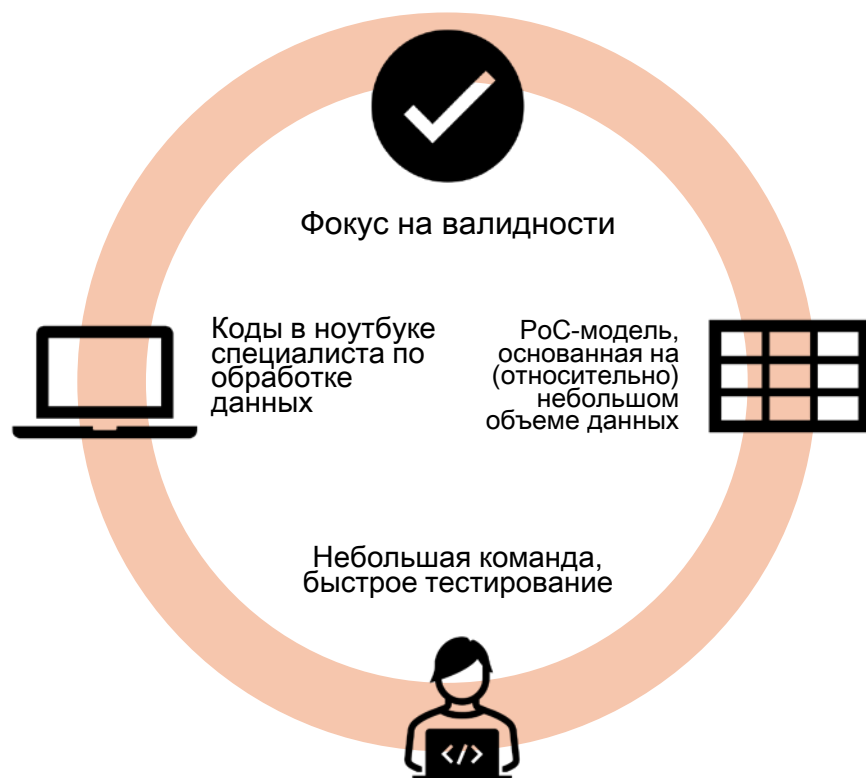 Фокус на валидности
Коды в ноутбуке
специалиста по
обработке
данных
PoC-модель,
основанная на
(относительно)
небольшом
объеме данных
Небольшая команда,
быстрое тестирование
</>